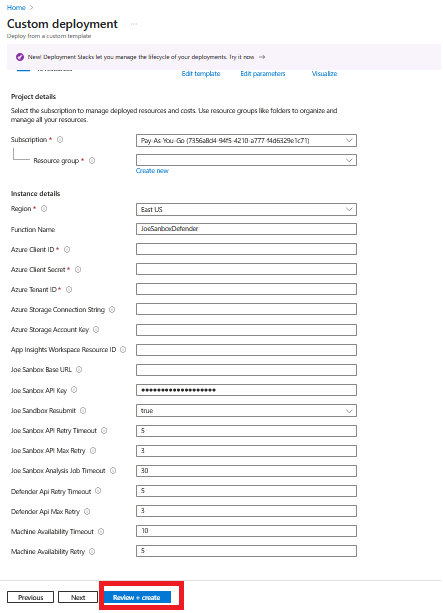 Home >
Custom deployment ...
Deploy from a custom template
New! Deployment Stacks let you manage the lifecycle of your deployments. Try it now →
Edit template Edit parameters Visualize
Project details
Select the subscription to manage deployed resources and costs. Use resource groups like folders to organize and
manage all your resources.
Subscription *
Pay-As-You-Go (7356a8d4-94f5-4210-a777-f4d6329e1c71)
Resource group *
Create new
Instance details
Region *
East US
Function Name
JoeSanboxDefender
Azure Client ID *
Azure Client Secret *
Azure Tenant ID *
Azure Storage Connection String
Azure Storage Account Key
App Insights Workspace Resource ID
Joe Sanbox Base URL
Joe Sanbox API Key
••••••••••••••••••••
Joe Sandbox Resubmit
true
Joe Sanbox API Retry Timeout
5
Joe Sanbox API Max Retry
3
Joe Sanbox Analysis Job Timeout
30
Defender Api Retry Timeout
5
Defender Api Max Retry
3
Machine Availability Timeout
10
Machine Availability Retry
5
Previous Next Review + create